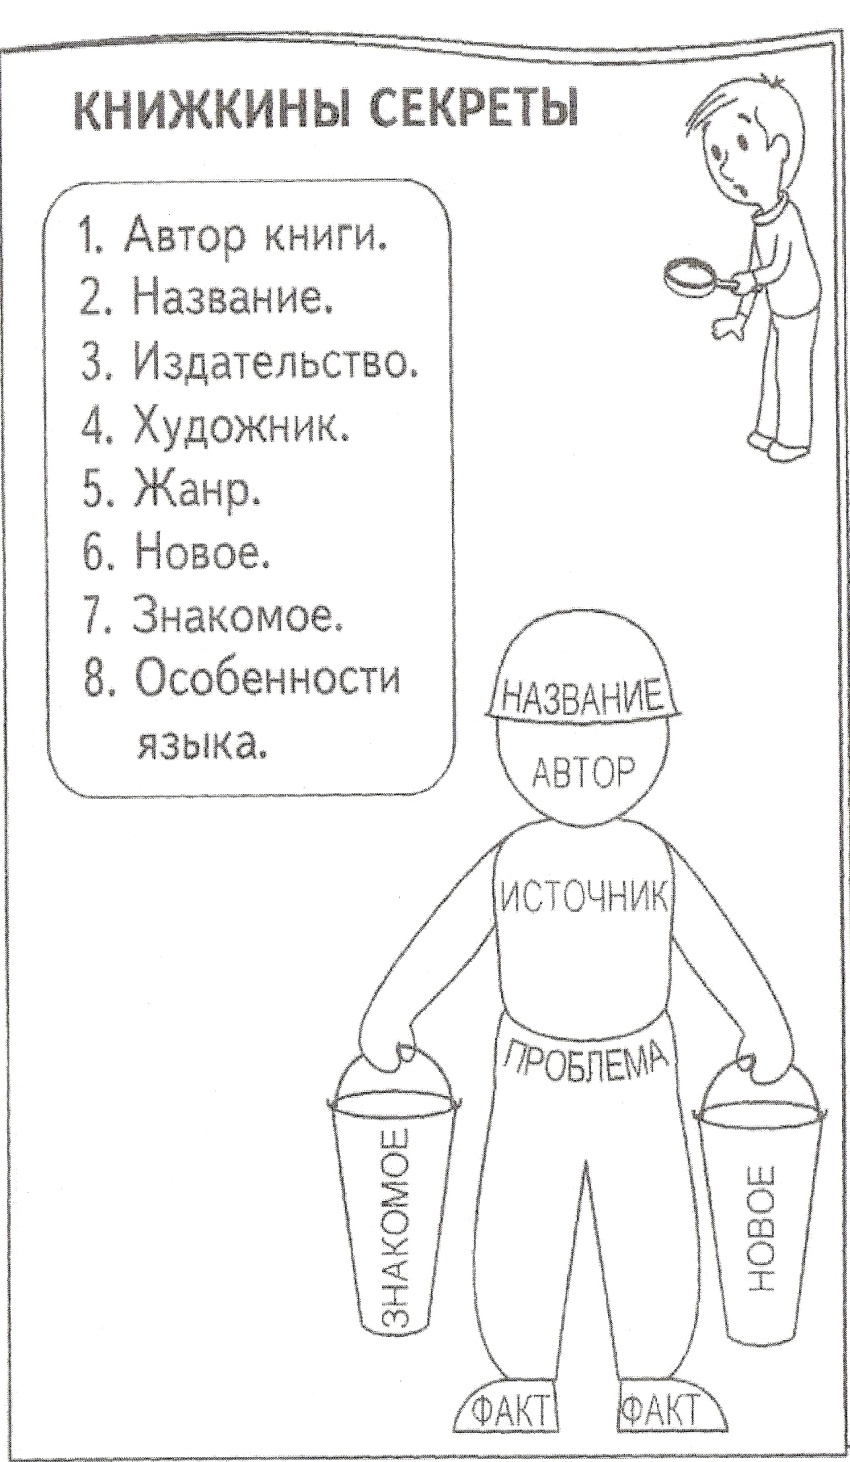 КНИЖКИНЫ СЕКРЕТЫ
1. Автор книги.
2. Название.
3. Издательство.
4. Художник.
5. Жанр.
6. Новое.
7. Знакомое.
8. Особенности
языка.
НАЗВАНИЕ
АВТОР
ИСТОЧНИК
ПРОБЛЕМА
ЗНАКОМОЕ
НОВОЕ
ФАКТ
ФАКТ